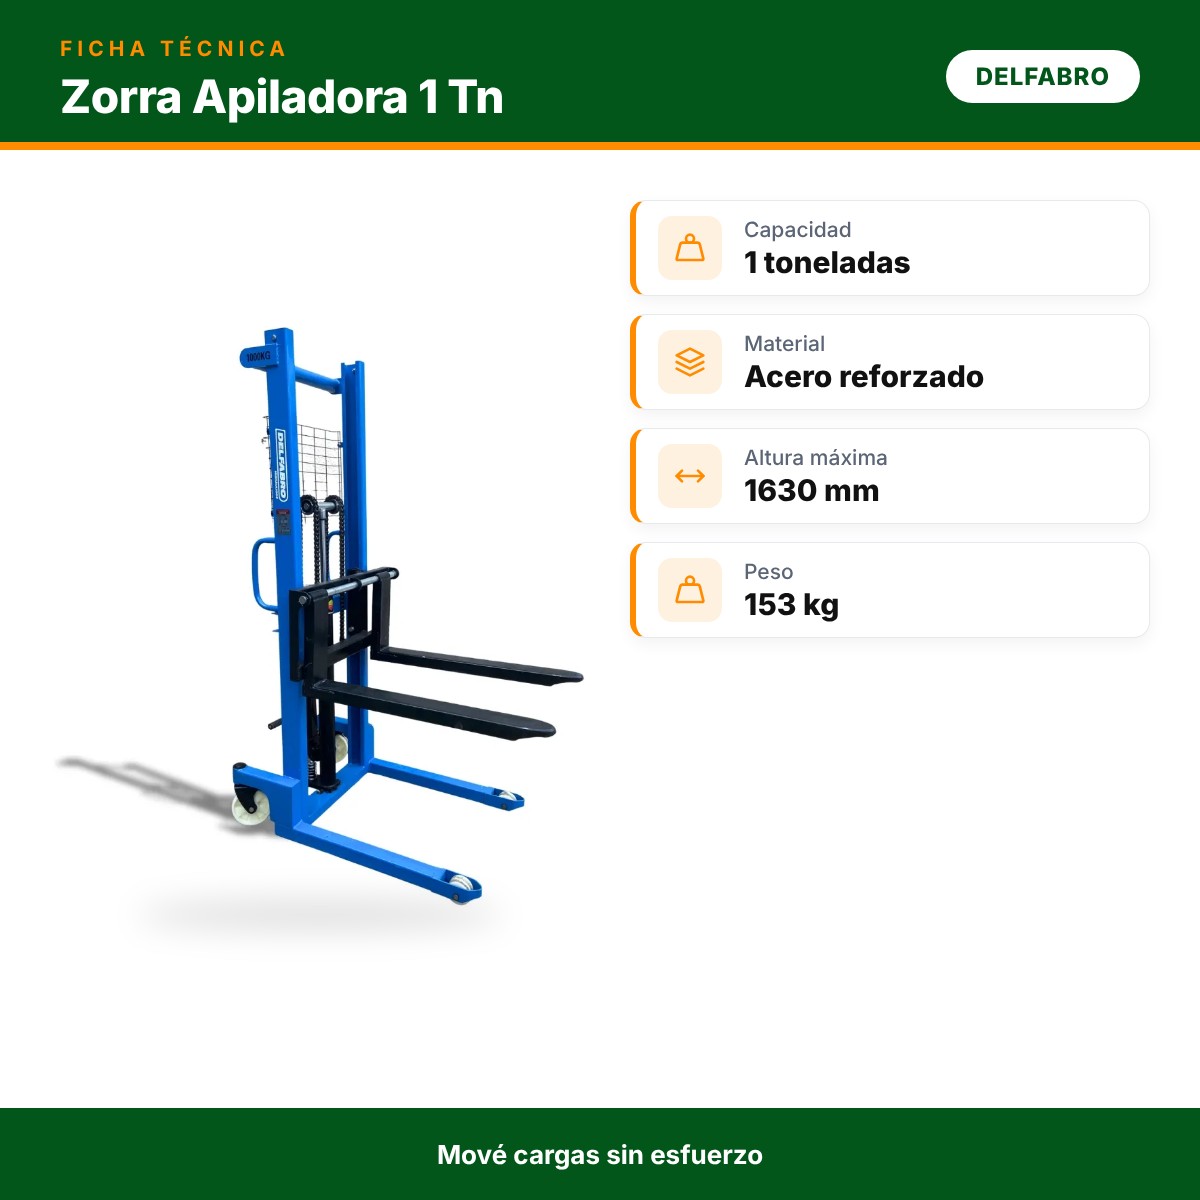 FICHA TÉCNICA
Zorra Apiladora 1 Tn
DELFABRO
Capacidad
1 toneladas
Material
Acero reforzado
Altura máxima
1630 mm
Peso
153 kg
DELFABRO
Mové cargas sin esfuerzo